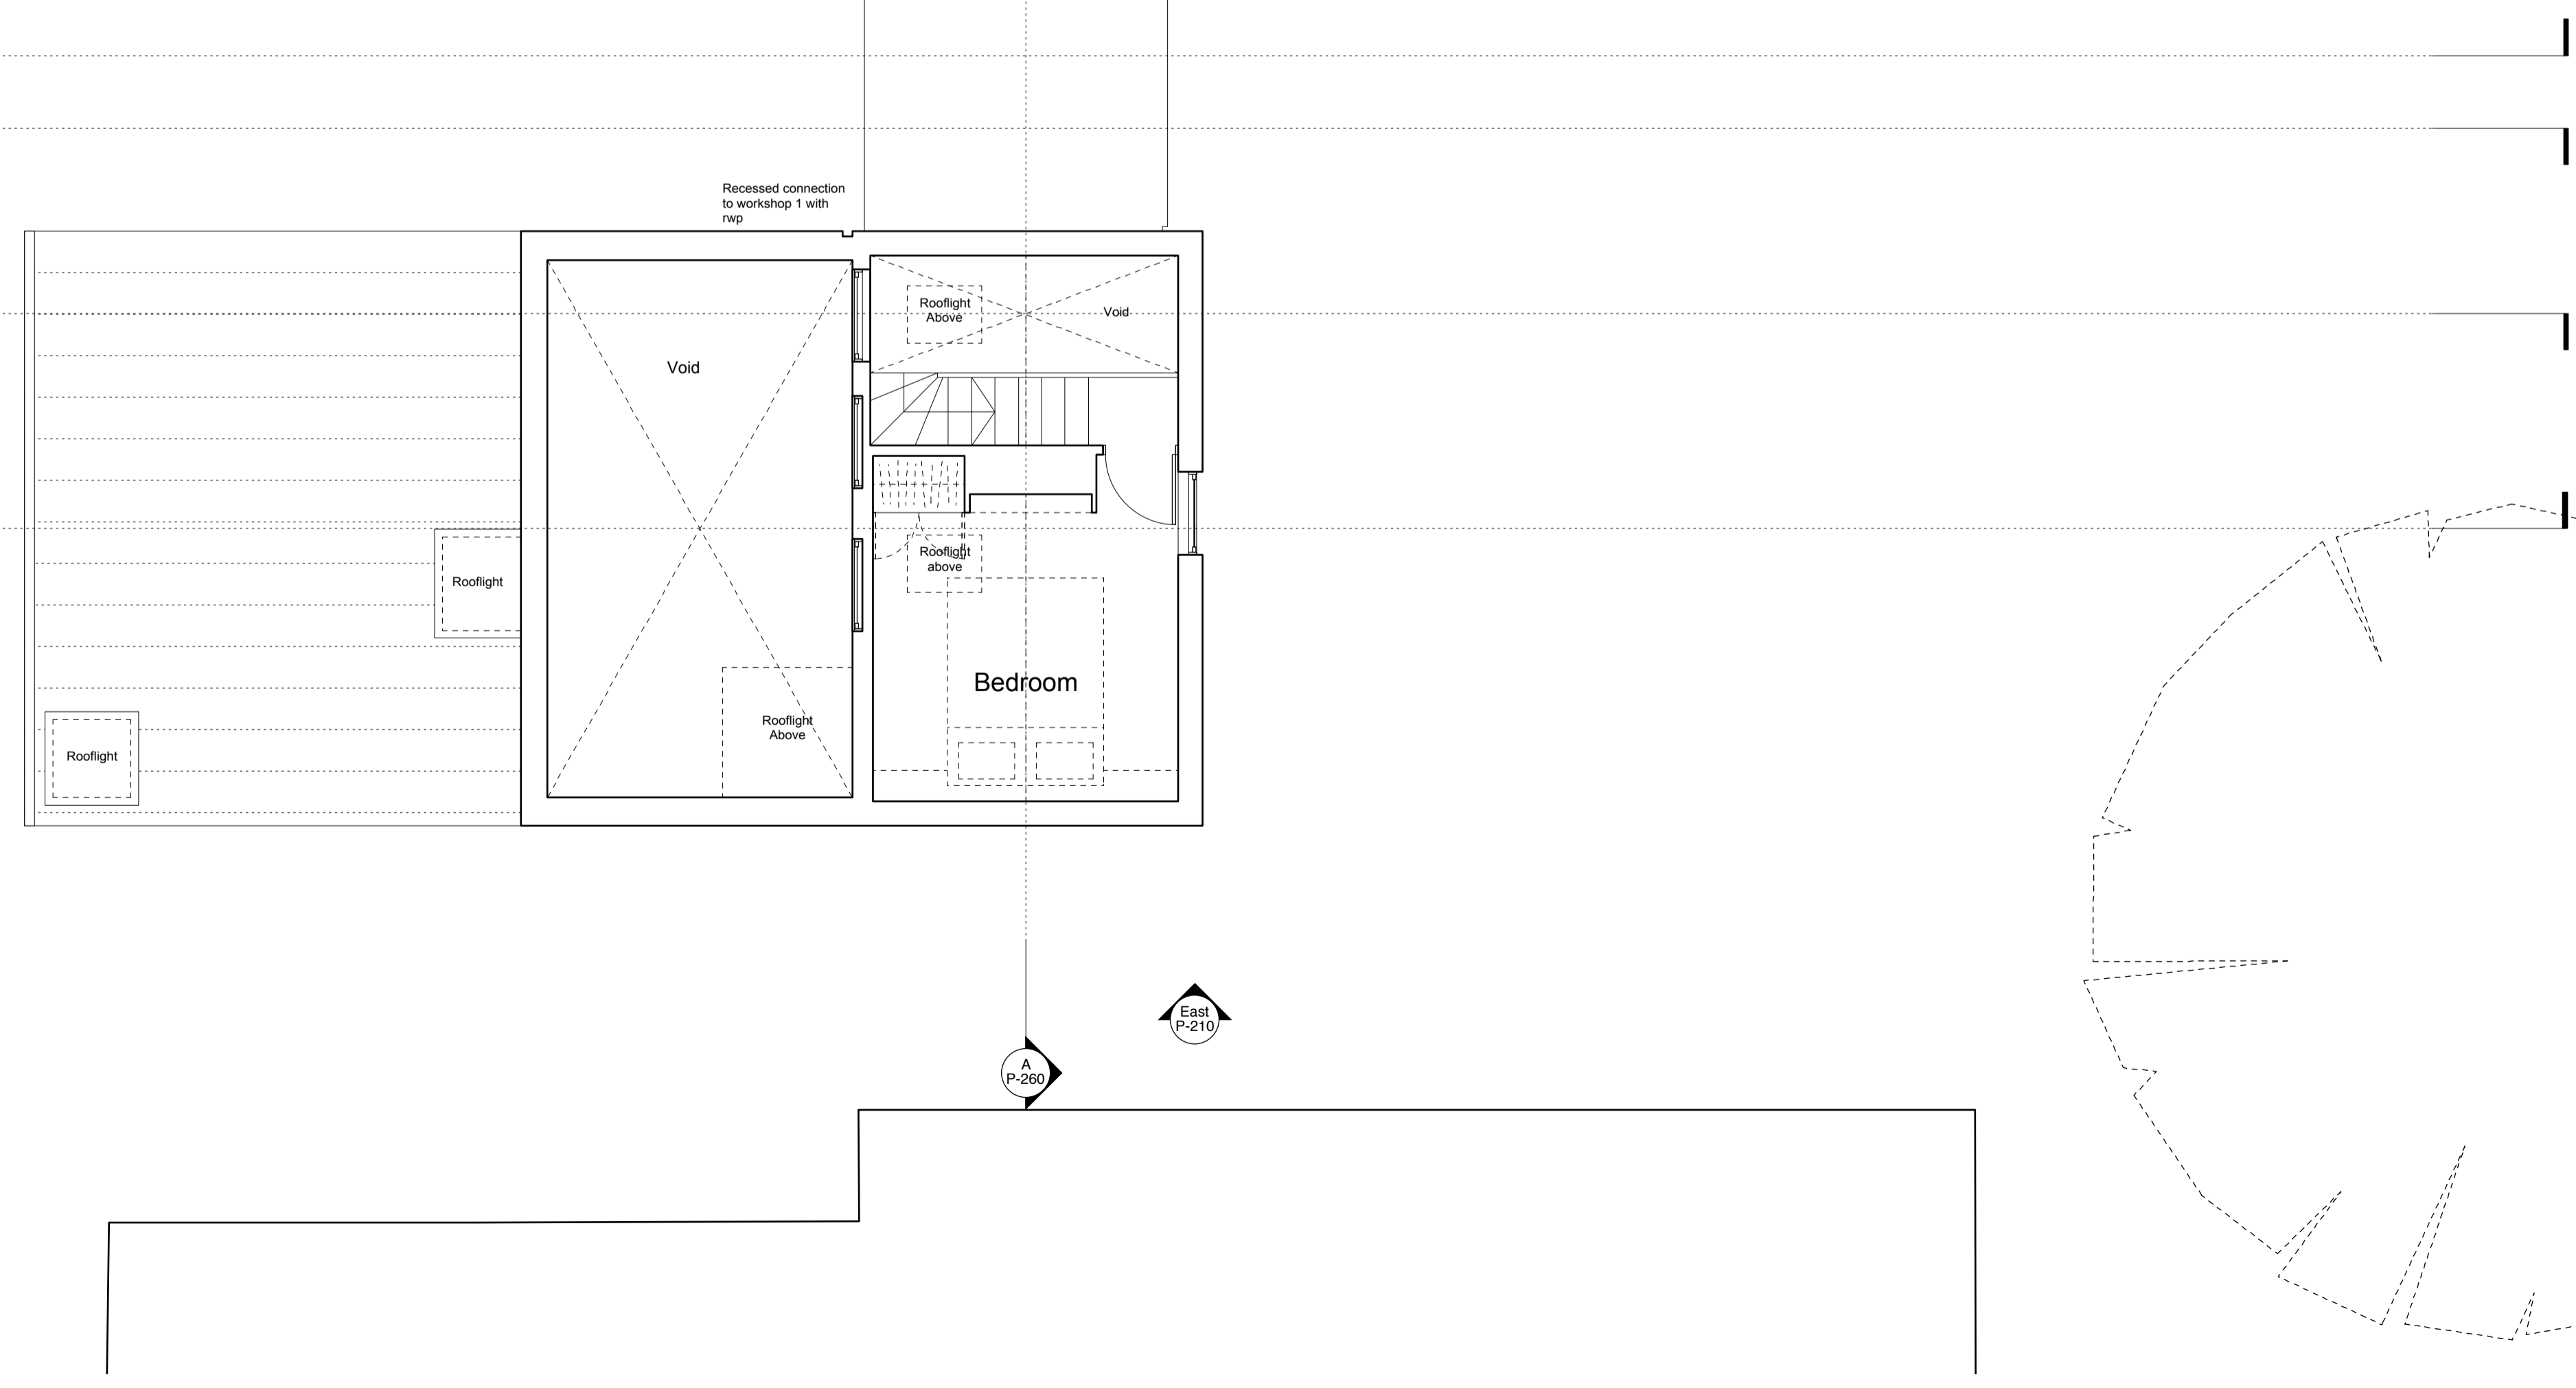 Recessed connection
to workshop 1 with
rwp
Rooflight
Above
Void
Void
Rooflight
above
Rooflight
Bedroom
Rooflight
Above
Rooflight
East
P-210
A
P-260